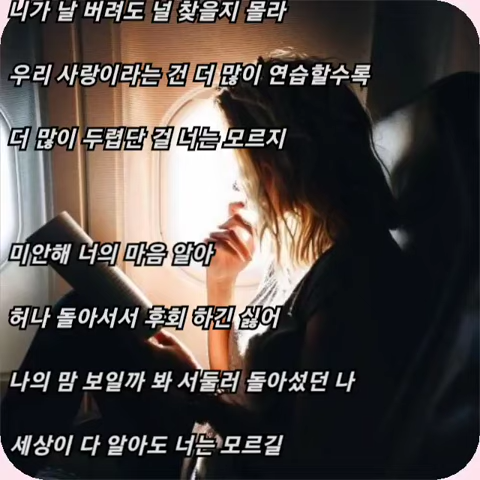 니가 날 버려도 널 찾을지 몰라
우리 사랑이라는 건 더 많이 연습할수록
더 많이 두렵단 걸 너는 모르지
미안해 너의 마음 알아
허나 돌아서서 후회 하긴 싫어
나의 맘 보일까 봐 서둘러 돌아섰던 나
세상이 다 알아도 너는 모르길